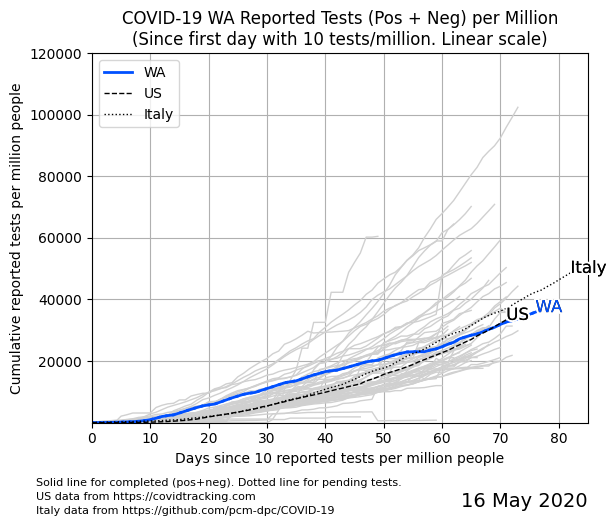 COVID-19 WA Reported Tests (Pos + Neg) per Million
(Since first day with 10 tests/million. Linear scale)
120000
100000
80000
60000
40000
20000
Cumulative reported tests per million people
WA
US
Italy
Italy
US
WA
0 10 20 30 40 50 60 70 80
Days since 10 reported tests per million people
Solid line for completed (pos+neg). Dotted line for pending tests.
US data from https://covidtracking.com
Italy data from https://github.com/pcm-dpc/COVID-19
16 May 2020